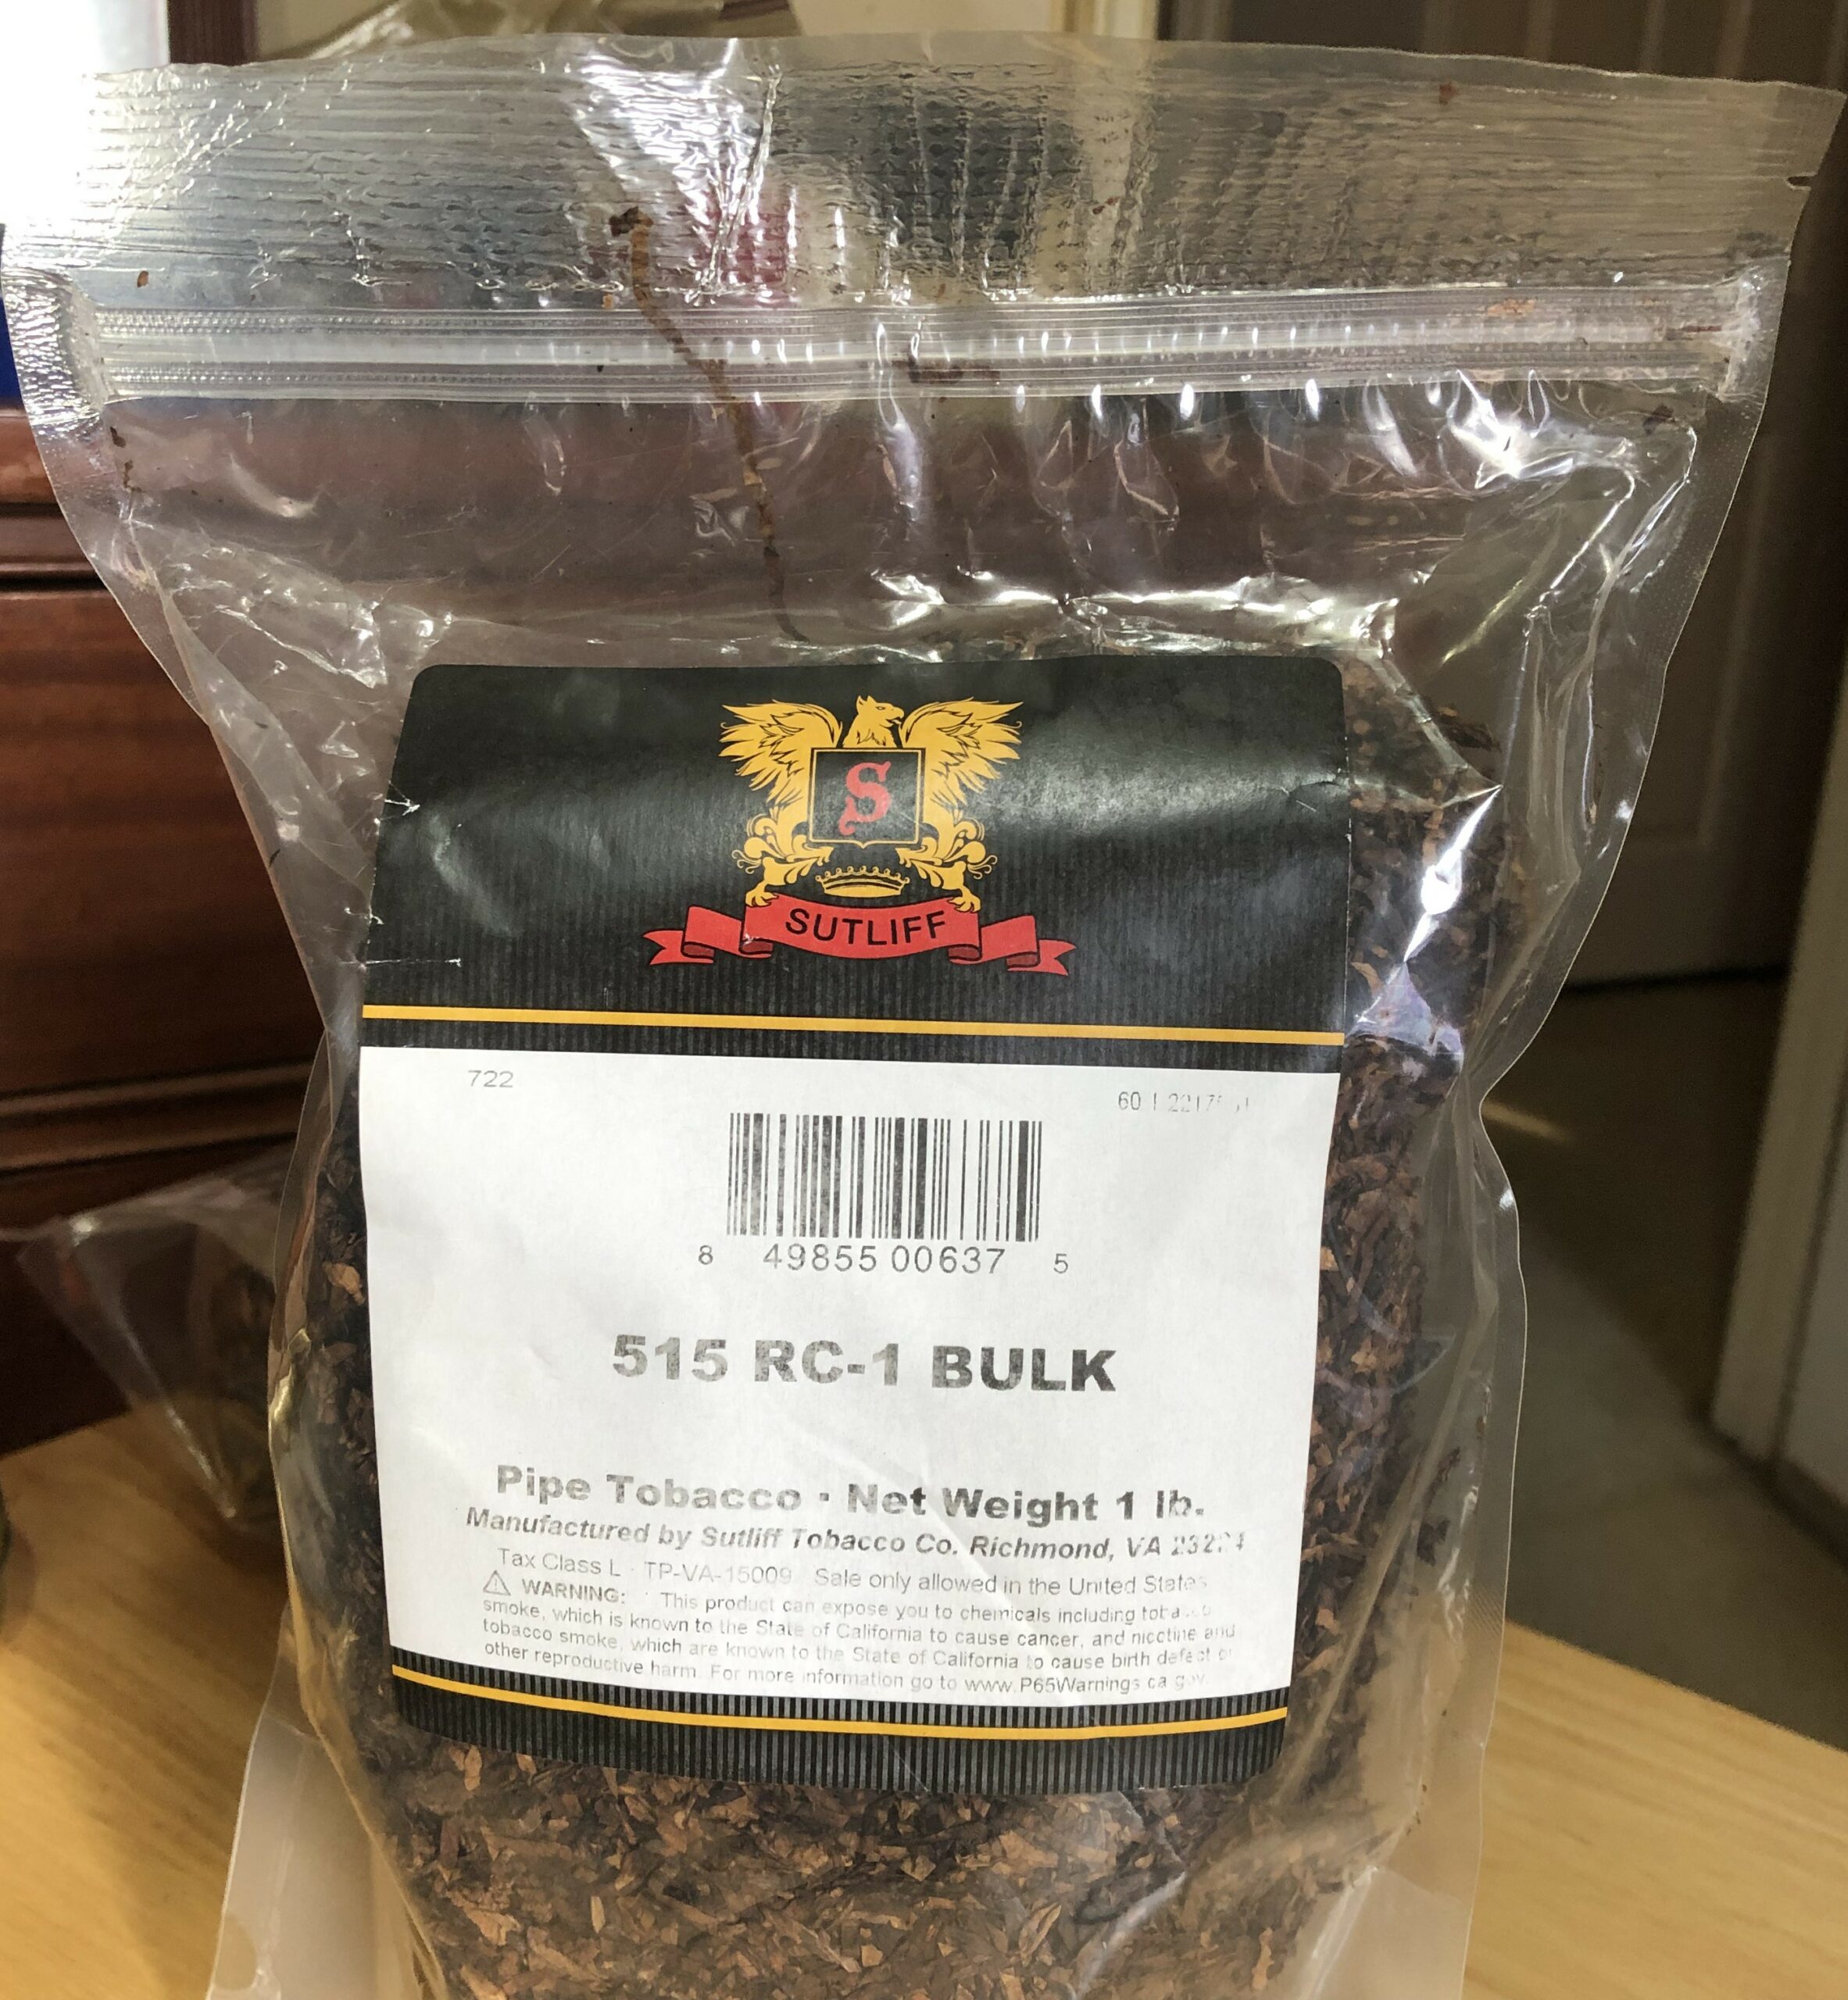 S
SUTLIFF
722
60
8 49855 00637 5
515 RC-1 BULK
Pipe Tobacco · Net Weight 1 lb.
Manufactured by Sutliff Tobacco Co. Richmond, VA
Tax Class L · TP-VA-15009 Sale only allowed in the United States
⚠ WARNING: This product can expose you to chemicals including tobacco
smoke, which is known to the State of California to cause cancer, and nicotine and
tobacco smoke, which are known to the State of California to cause birth defect or
other reproductive harm. For more information go to www.P65Warnings.ca.gov.